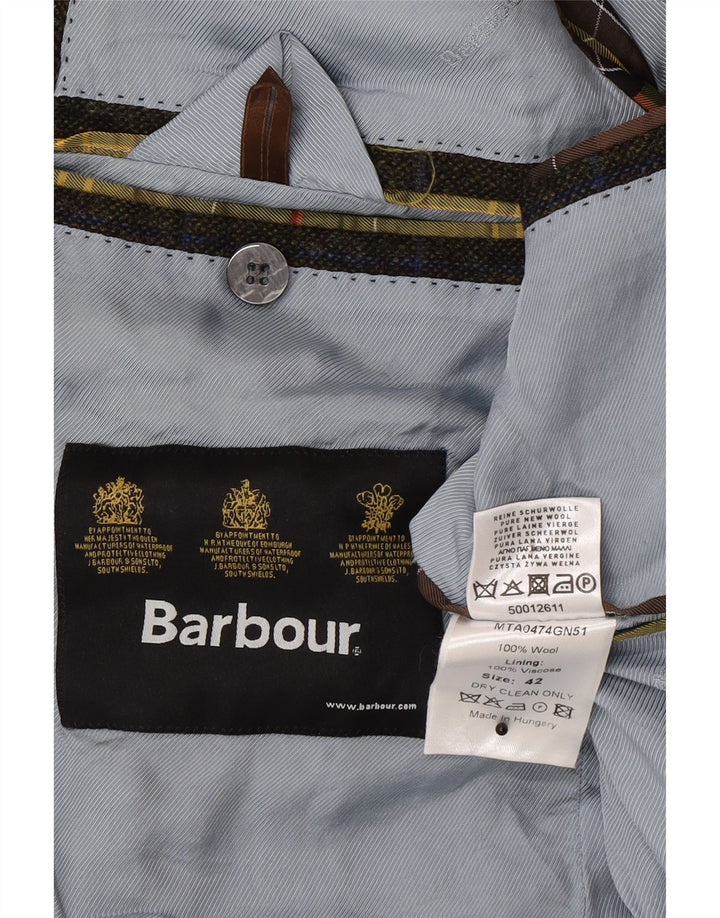 BY APPOINTMENT TO
HER MAJESTY THE QUEEN
MANUFACTURERS OF WATERPROOF
AND PROTECTIVE CLOTHING
J. BARBOUR & SONS LTD,
SOUTH SHIELDS.
BY APPOINTMENT TO
H.R.H THE DUKE OF EDINBURGH
MANUFACTURERS OF WATERPROOF
AND PROTECTIVE CLOTHING
J. BARBOUR & SONS LTD,
SOUTH SHIELDS.
BY APPOINTMENT TO
MANUFACTURERS OF WATERPROOF
AND PROTECTIVE CLOTHING
J. BARBOUR & SONS LTD,
SOUTH SHIELDS.
Barbour
www.barbour.com
REINE SCHURWOLLE
PURE NEW WOOL
PURE LAINE VIERGE
ZUIVER SCHEERWOL
PURA LANA VIRGEN
ΑΓΝΟ ΠΑΡΘΕΝΟ ΜΑΛΛΙ
PURA LANA VERGINE
CZYSTA ŻYWA WEŁNA
50012611
MTA0474GN51
100% Wool
Lining:
100% Viscose
Size: 42
DRY CLEAN ONLY
Made in Hungary